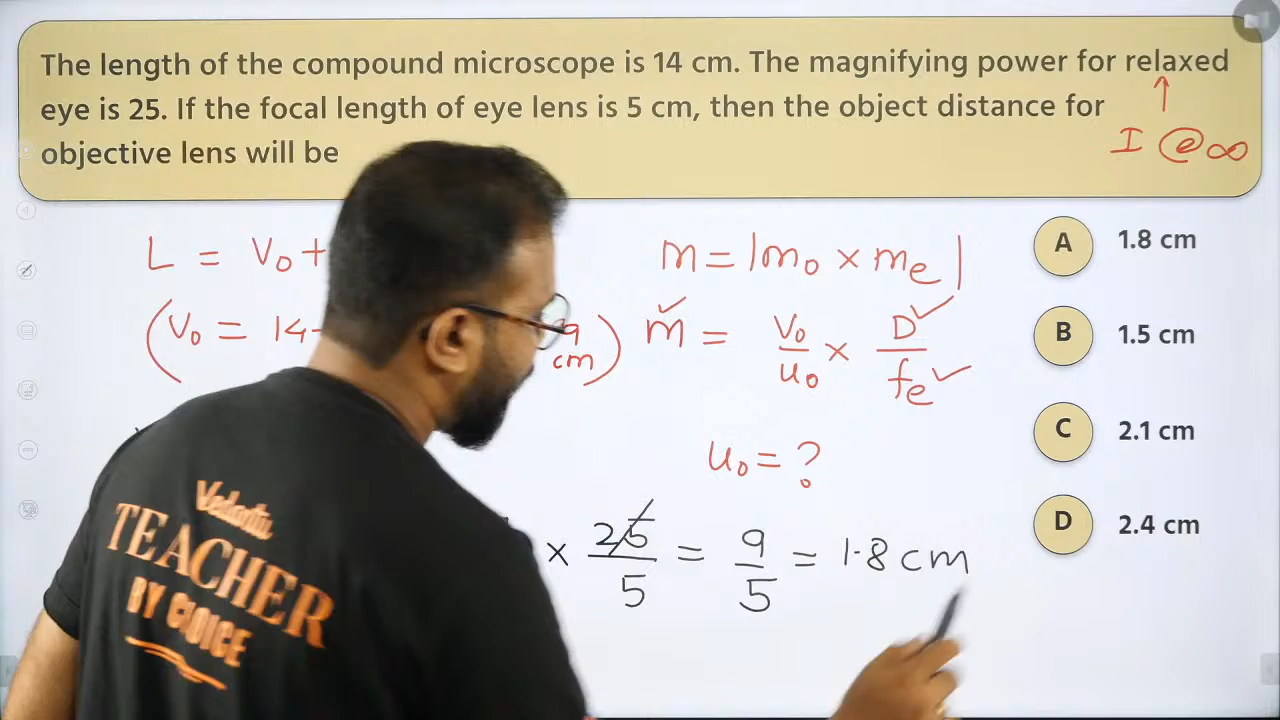 The length of the compound microscope is 14 cm. The magnifying power for relaxed
eye is 25. If the focal length of eye lens is 5 cm, then the object distance for
objective lens will be
I @ ∞
L = V₀ +
m = |m₀ × mₑ|
(V₀ = 14- 9 cm)
m = V₀/u₀ × D/fₑ
u₀ = ?
× 25/5 = 9/5 = 1.8 cm
A 1.8 cm
B 1.5 cm
C 2.1 cm
D 2.4 cm
Vedantu
TEACHER
BY CHOICE